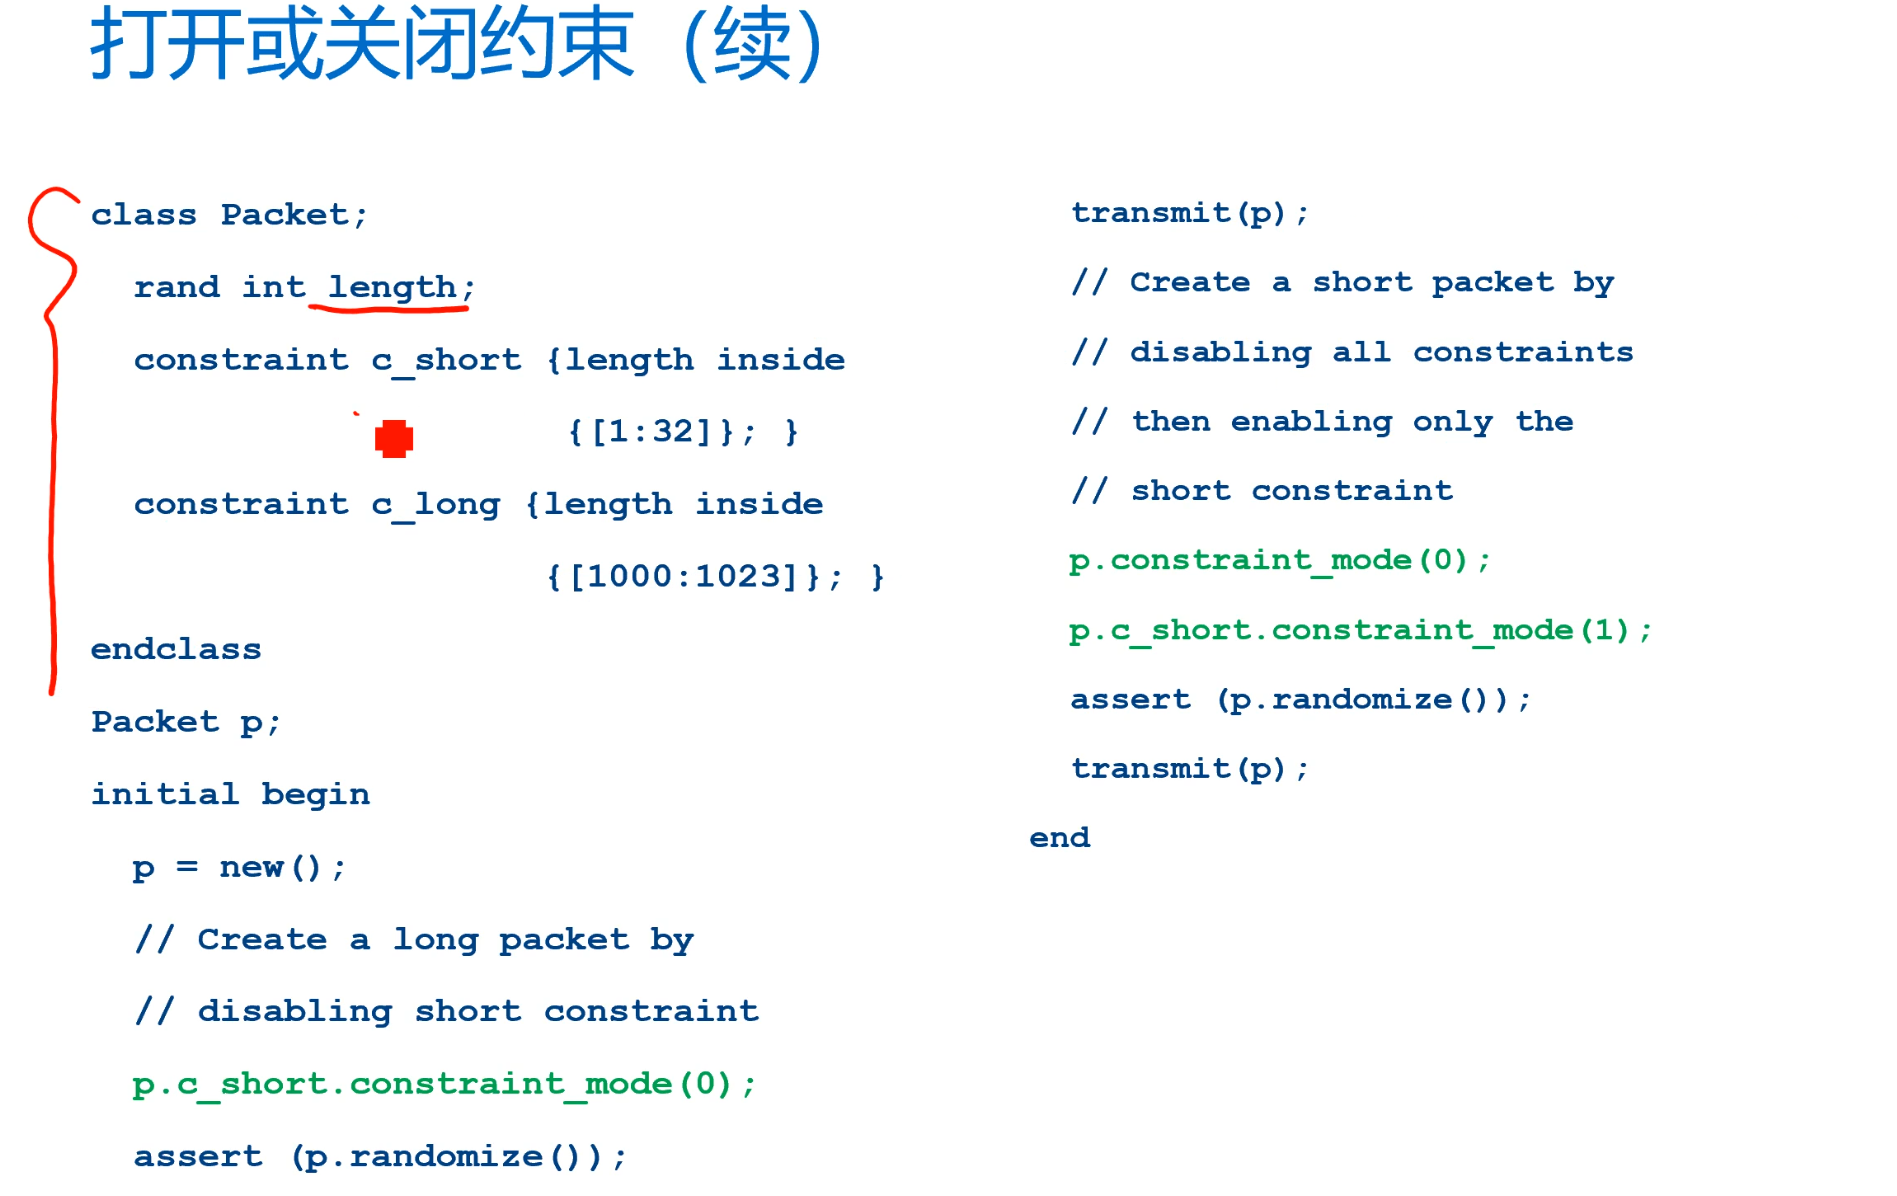 打开或关闭约束（续）
class Packet;
rand int length;
constraint c_short {length inside
{[1:32]}; }
constraint c_long {length inside
{[1000:1023]}; }
endclass
Packet p;
initial begin
p = new();
// Create a long packet by
// disabling short constraint
p.c_short.constraint_mode(0);
assert (p.randomize());
transmit(p);
// Create a short packet by
// disabling all constraints
// then enabling only the
// short constraint
p.constraint_mode(0);
p.c_short.constraint_mode(1);
assert (p.randomize());
transmit(p);
end